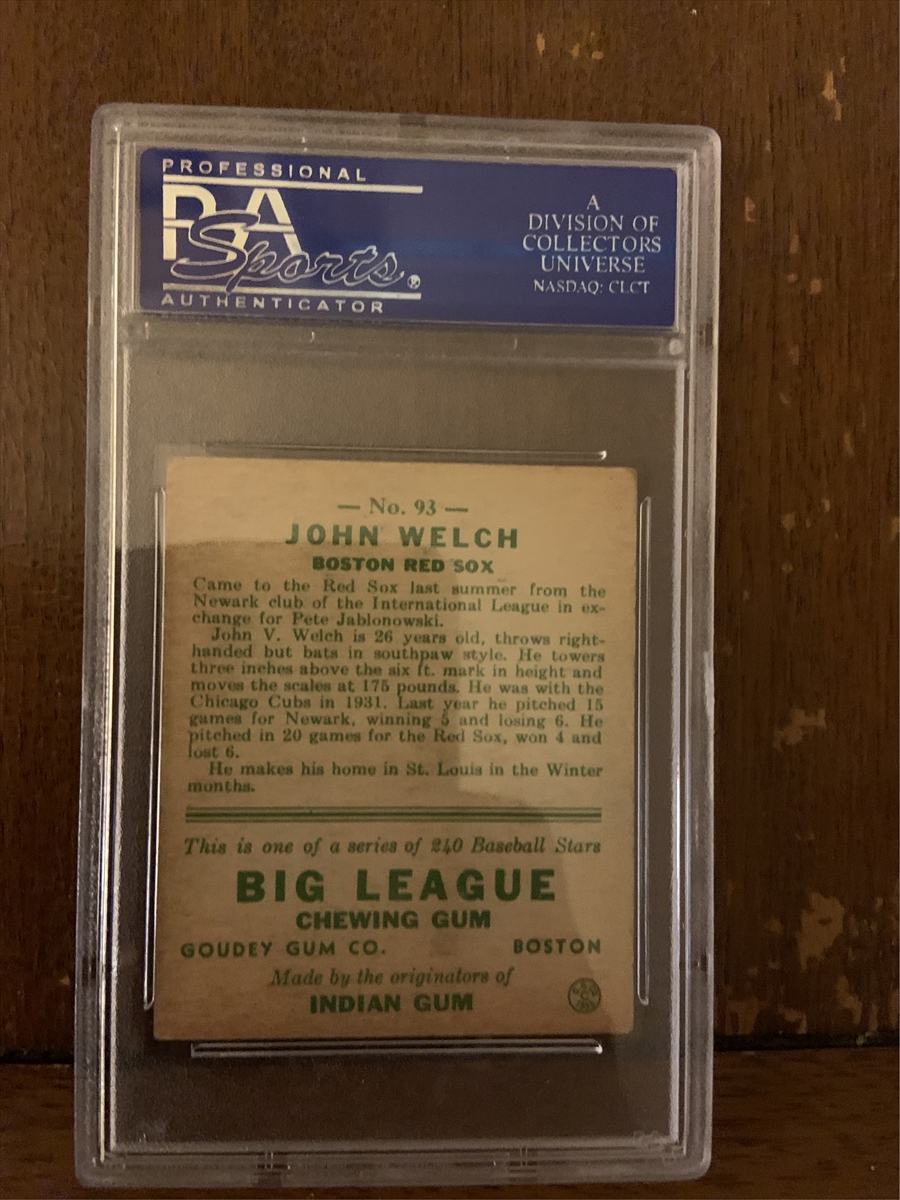 PROFESSIONAL
PSA
Sports®
AUTHENTICATOR
A
DIVISION OF
COLLECTORS
UNIVERSE
NASDAQ: CLCT
— No. 93 —
JOHN WELCH
BOSTON RED SOX
Came to the Red Sox last summer from the
Newark club of the International League in ex-
change for Pete Jablonowski.
John V. Welch is 26 years old, throws right-
handed but bats in southpaw style. He towers
three inches above the six ft. mark in height and
moves the scales at 175 pounds. He was with the
Chicago Cubs in 1931. Last year he pitched 15
games for Newark, winning 5 and losing 6. He
pitched in 20 games for the Red Sox, won 4 and
lost 6.
He makes his home in St. Louis in the Winter
months.
This is one of a series of 240 Baseball Stars
BIG LEAGUE
CHEWING GUM
GOUDEY GUM CO. BOSTON
Made by the originators of
INDIAN GUM